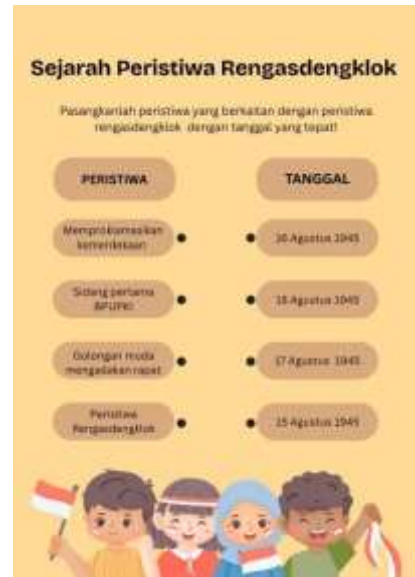 Sejarah Peristiwa Rengasdengklok
Pasangkanlah peristiwa yang berkaitan dengan peristiwa
rengasdengklok dengan tanggal yang tepat!
PERISTIWA
TANGGAL
Memproklamasikan
kemerdekaan
16 Agustus 1945
Sidang pertama
BPUPKI
18 Agustus 1945
Golongan muda
mengadakan rapat
17 Agustus 1945
Peristiwa
Rengasdengklok
15 Agustus 1945